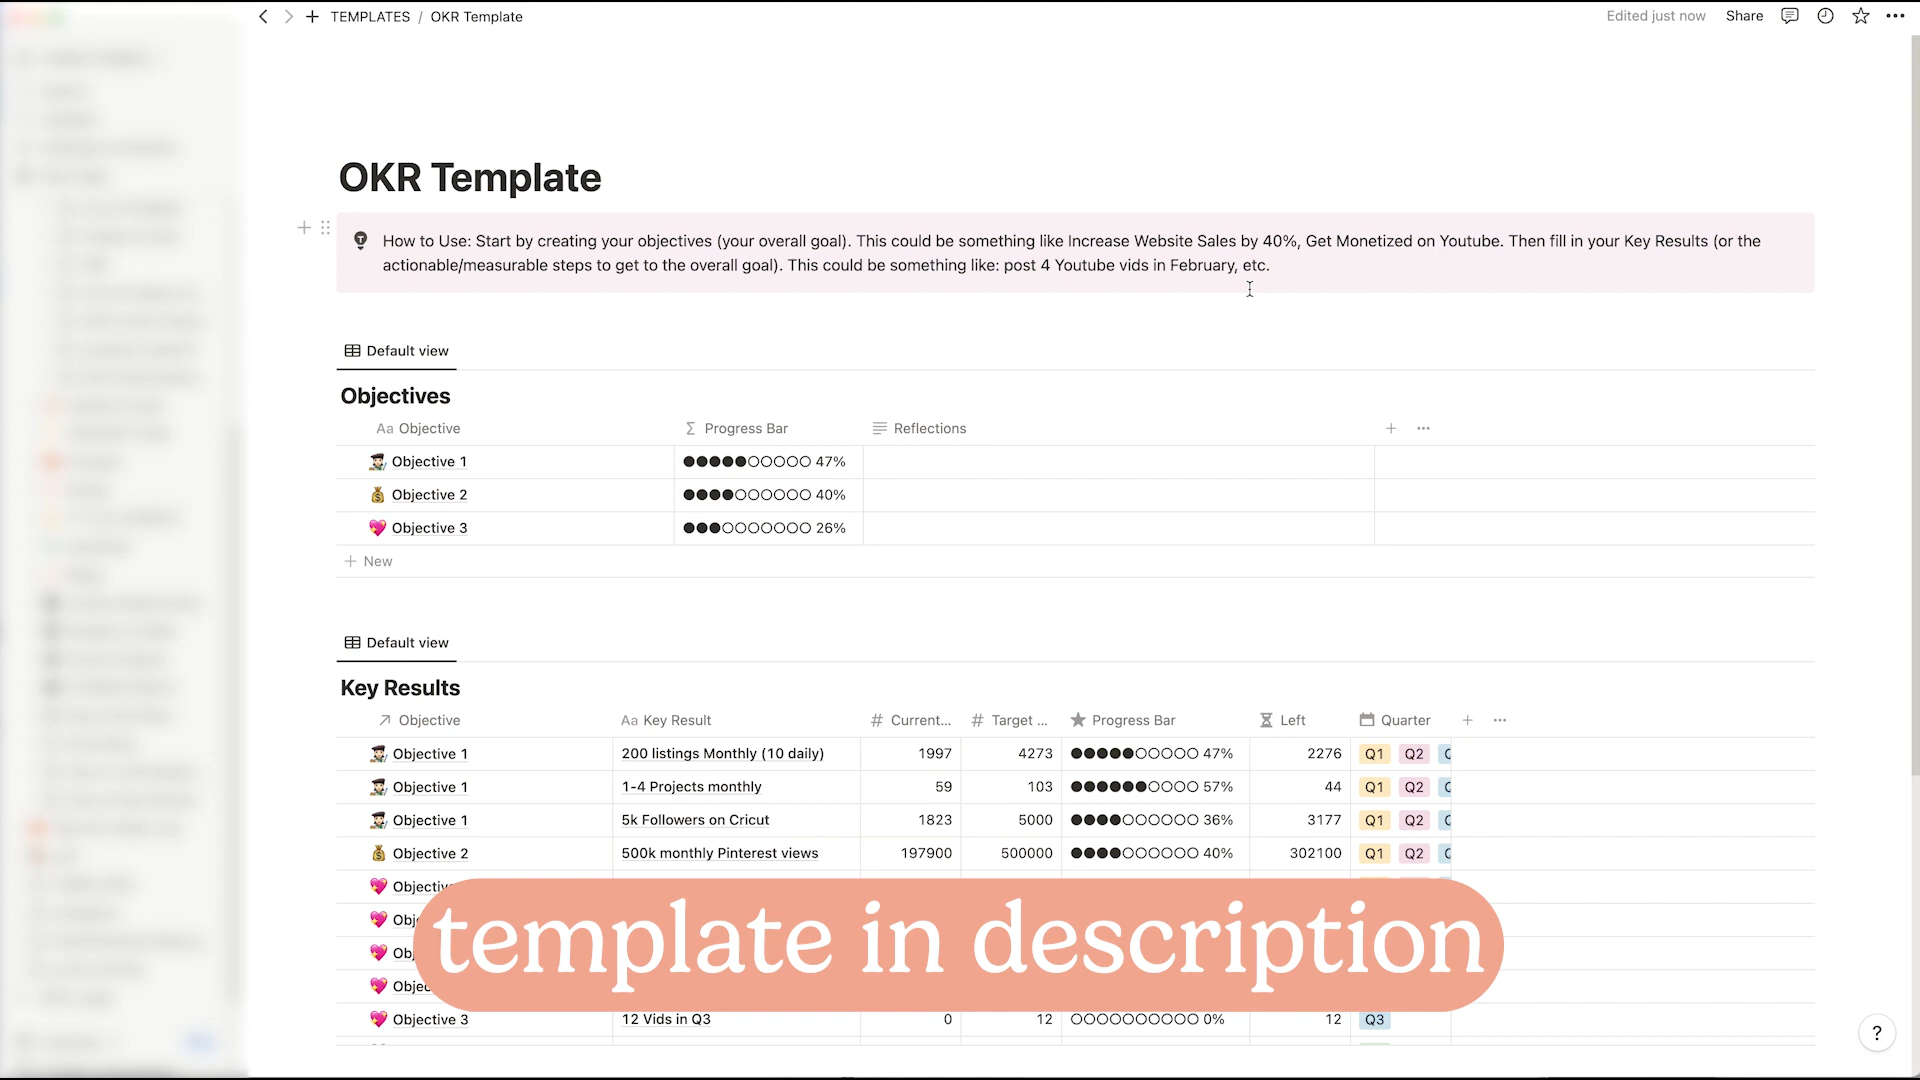 TEMPLATES / OKR Template
Edited just now Share
OKR Template
How to Use: Start by creating your objectives (your overall goal). This could be something like Increase Website Sales by 40%, Get Monetized on Youtube. Then fill in your Key Results (or the
actionable/measurable steps to get to the overall goal). This could be something like: post 4 Youtube vids in February, etc.
Default view
Objectives
Aa Objective Σ Progress Bar Reflections
Objective 1 ●●●●●○○○○○ 47%
Objective 2 ●●●●○○○○○○ 40%
Objective 3 ●●●○○○○○○○ 26%
+ New
Default view
Key Results
Objective Aa Key Result # Current... # Target ... Progress Bar Left Quarter
Objective 1 200 listings Monthly (10 daily) 1997 4273 ●●●●●○○○○○ 47% 2276 Q1 Q2
Objective 1 1-4 Projects monthly 59 103 ●●●●●●○○○○ 57% 44 Q1 Q2
Objective 1 5k Followers on Cricut 1823 5000 ●●●●○○○○○○ 36% 3177 Q1 Q2
Objective 2 500k monthly Pinterest views 197900 500000 ●●●●○○○○○○ 40% 302100 Q1 Q2
template in description
Objective 3 12 Vids in Q3 0 12 ○○○○○○○○○○ 0% 12 Q3
?